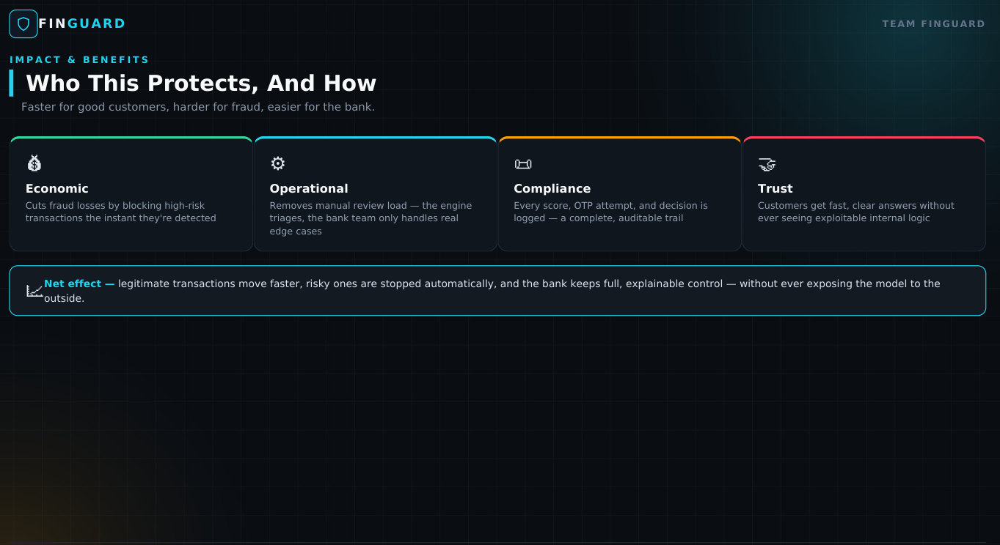 FINGUARD
TEAM FINGUARD
IMPACT & BENEFITS
Who This Protects, And How
Faster for good customers, harder for fraud, easier for the bank.
Economic
Cuts fraud losses by blocking high-risk
transactions the instant they're detected
Operational
Removes manual review load — the engine
triages, the bank team only handles real
edge cases
Compliance
Every score, OTP attempt, and decision is
logged — a complete, auditable trail
Trust
Customers get fast, clear answers without
ever seeing exploitable internal logic
Net effect — legitimate transactions move faster, risky ones are stopped automatically, and the bank keeps full, explainable control — without ever exposing the model to the
outside.